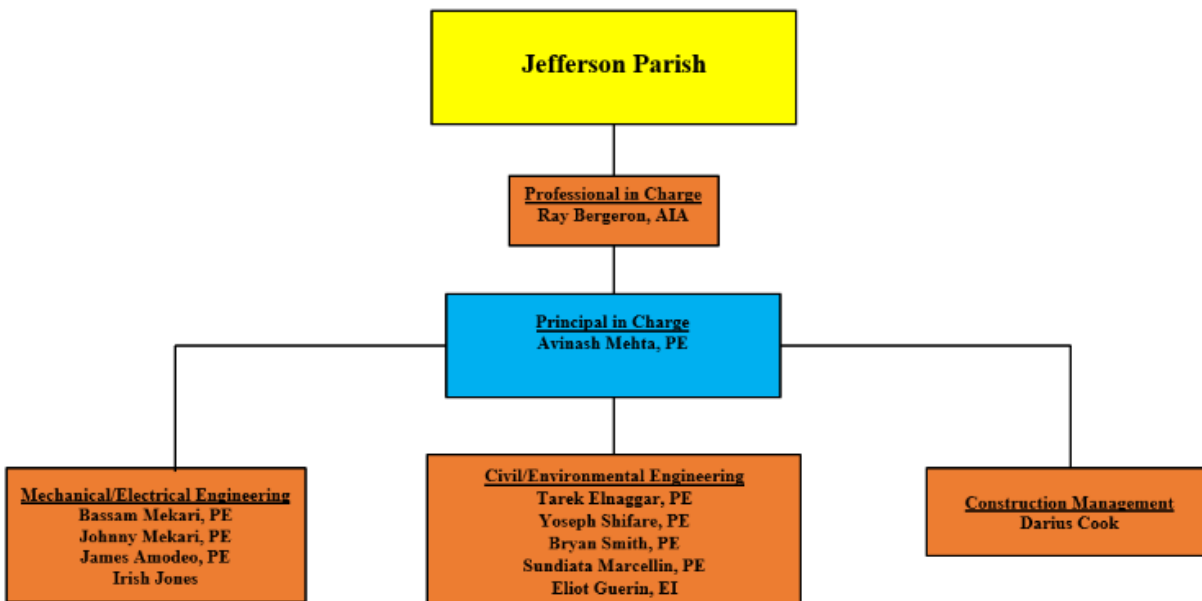 Jefferson Parish
Professional in Charge
Ray Bergeron, AIA
Principal in Charge
Avinash Mehta, PE
Mechanical/Electrical Engineering
Bassam Mekari, PE
Johnny Mekari, PE
James Amodeo, PE
Irish Jones
Civil/Environmental Engineering
Tarek Elnaggar, PE
Yoseph Shifare, PE
Bryan Smith, PE
Sundiata Marcellin, PE
Eliot Guerin, EI
Construction Management
Darius Cook